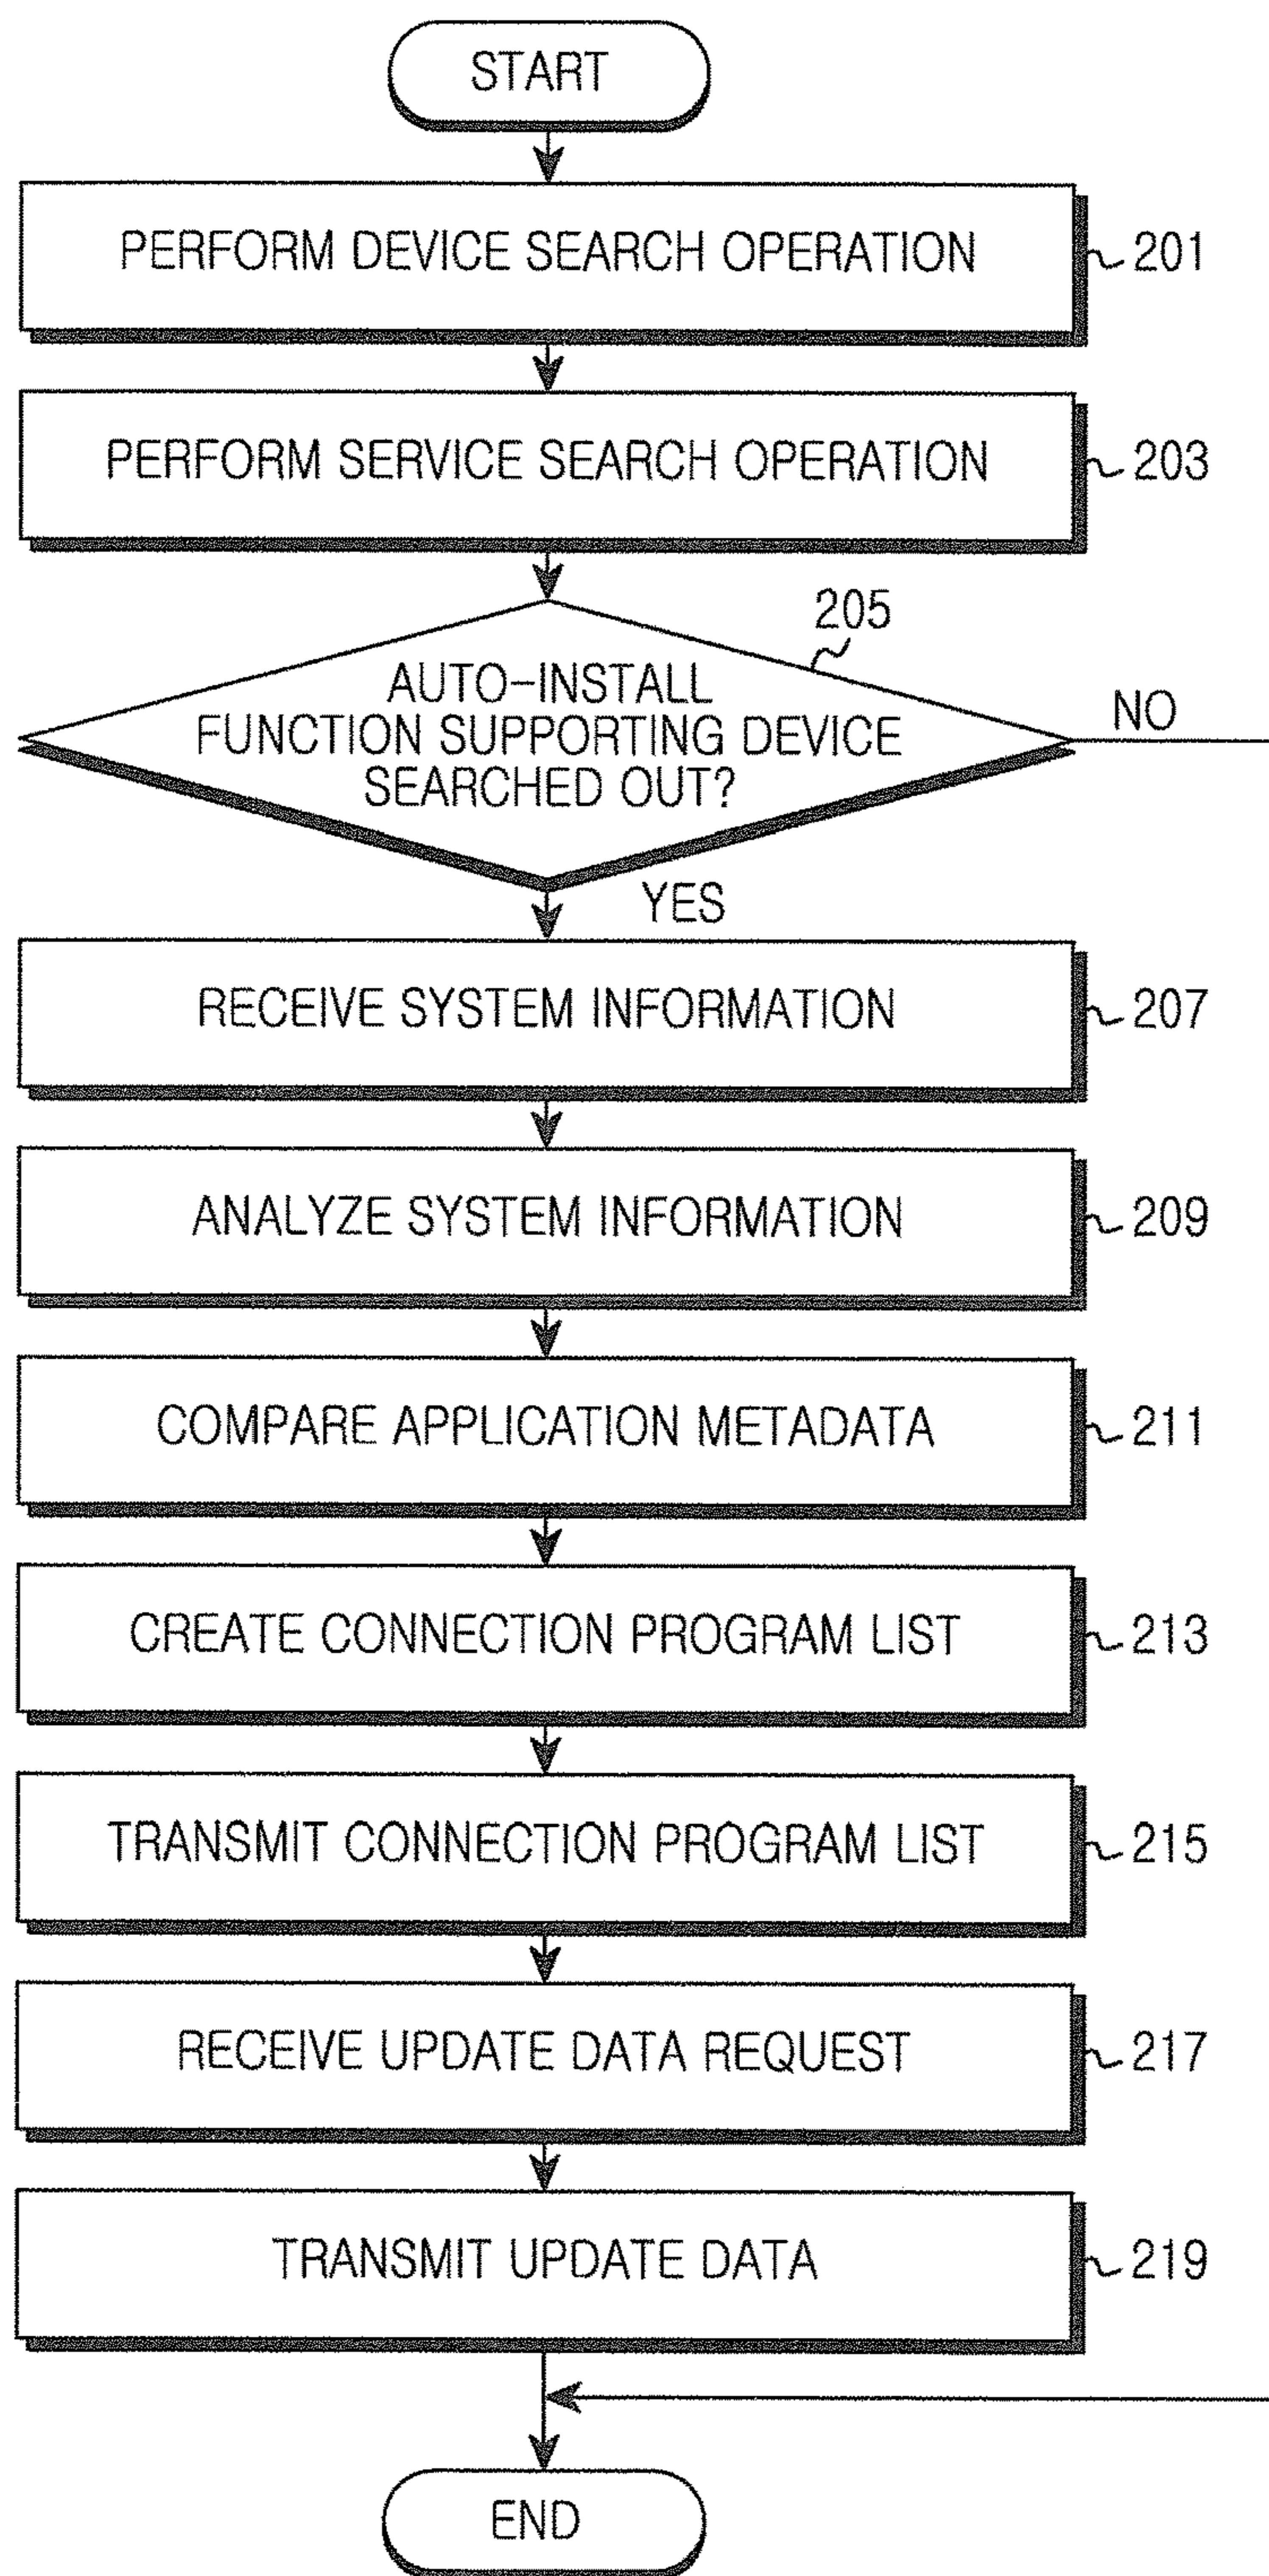 START
PERFORM DEVICE SEARCH OPERATION
201
PERFORM SERVICE SEARCH OPERATION
203
205
AUTO-INSTALL
FUNCTION SUPPORTING DEVICE
SEARCHED OUT?
NO
YES
RECEIVE SYSTEM INFORMATION
207
ANALYZE SYSTEM INFORMATION
209
COMPARE APPLICATION METADATA
211
CREATE CONNECTION PROGRAM LIST
213
TRANSMIT CONNECTION PROGRAM LIST
215
RECEIVE UPDATE DATA REQUEST
217
TRANSMIT UPDATE DATA
219
END